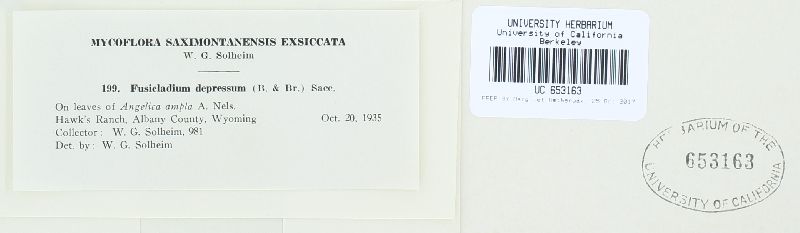 MYCOFLORA SAXIMONTANENSIS EXSICCATA
W. G. Solheim
199. Fusicladium depressum (B. & Br.) Sacc.
On leaves of Angelica ampla A. Nels.
Hawk's Ranch, Albany County, Wyoming Oct. 20, 1935
Collector: W. G. Solheim, 981
Det. by: W. G. Solheim
UNIVERSITY HERBARIUM
University of California
Berkeley
UC 653163
HERBARIUM OF THE
653163
UNIVERSITY OF CALIFORNIA